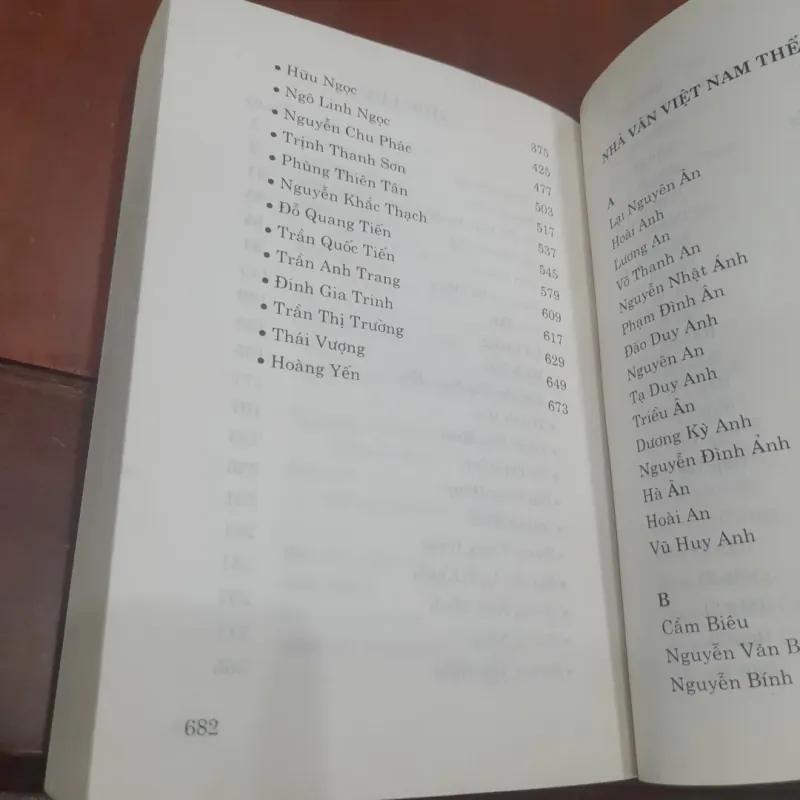 • Hữu Ngọc 375
• Ngô Linh Ngọc 425
• Nguyễn Chu Phác 477
• Trịnh Thanh Sơn 503
• Phùng Thiên Tân 517
• Nguyễn Khắc Thạch 537
• Đỗ Quang Tiến 545
• Trần Quốc Tiến 579
• Trần Anh Trang 609
• Đinh Gia Trinh 617
• Trần Thị Trường 629
• Thái Vượng 649
• Hoàng Yến 673
682
NHÀ VĂN VIỆT NAM THẾ
A
Lại Nguyên Ân
Hoài Anh
Lương An
Võ Thanh An
Nguyễn Nhật Ánh
Phạm Đình Ân
Đào Duy Anh
Nguyên An
Tạ Duy Anh
Triều Ân
Dương Kỳ Anh
Nguyễn Đình Ảnh
Hà Ân
Hoài An
Vũ Huy Anh
B
Cầm Biêu
Nguyễn Văn B
Nguyễn Bính